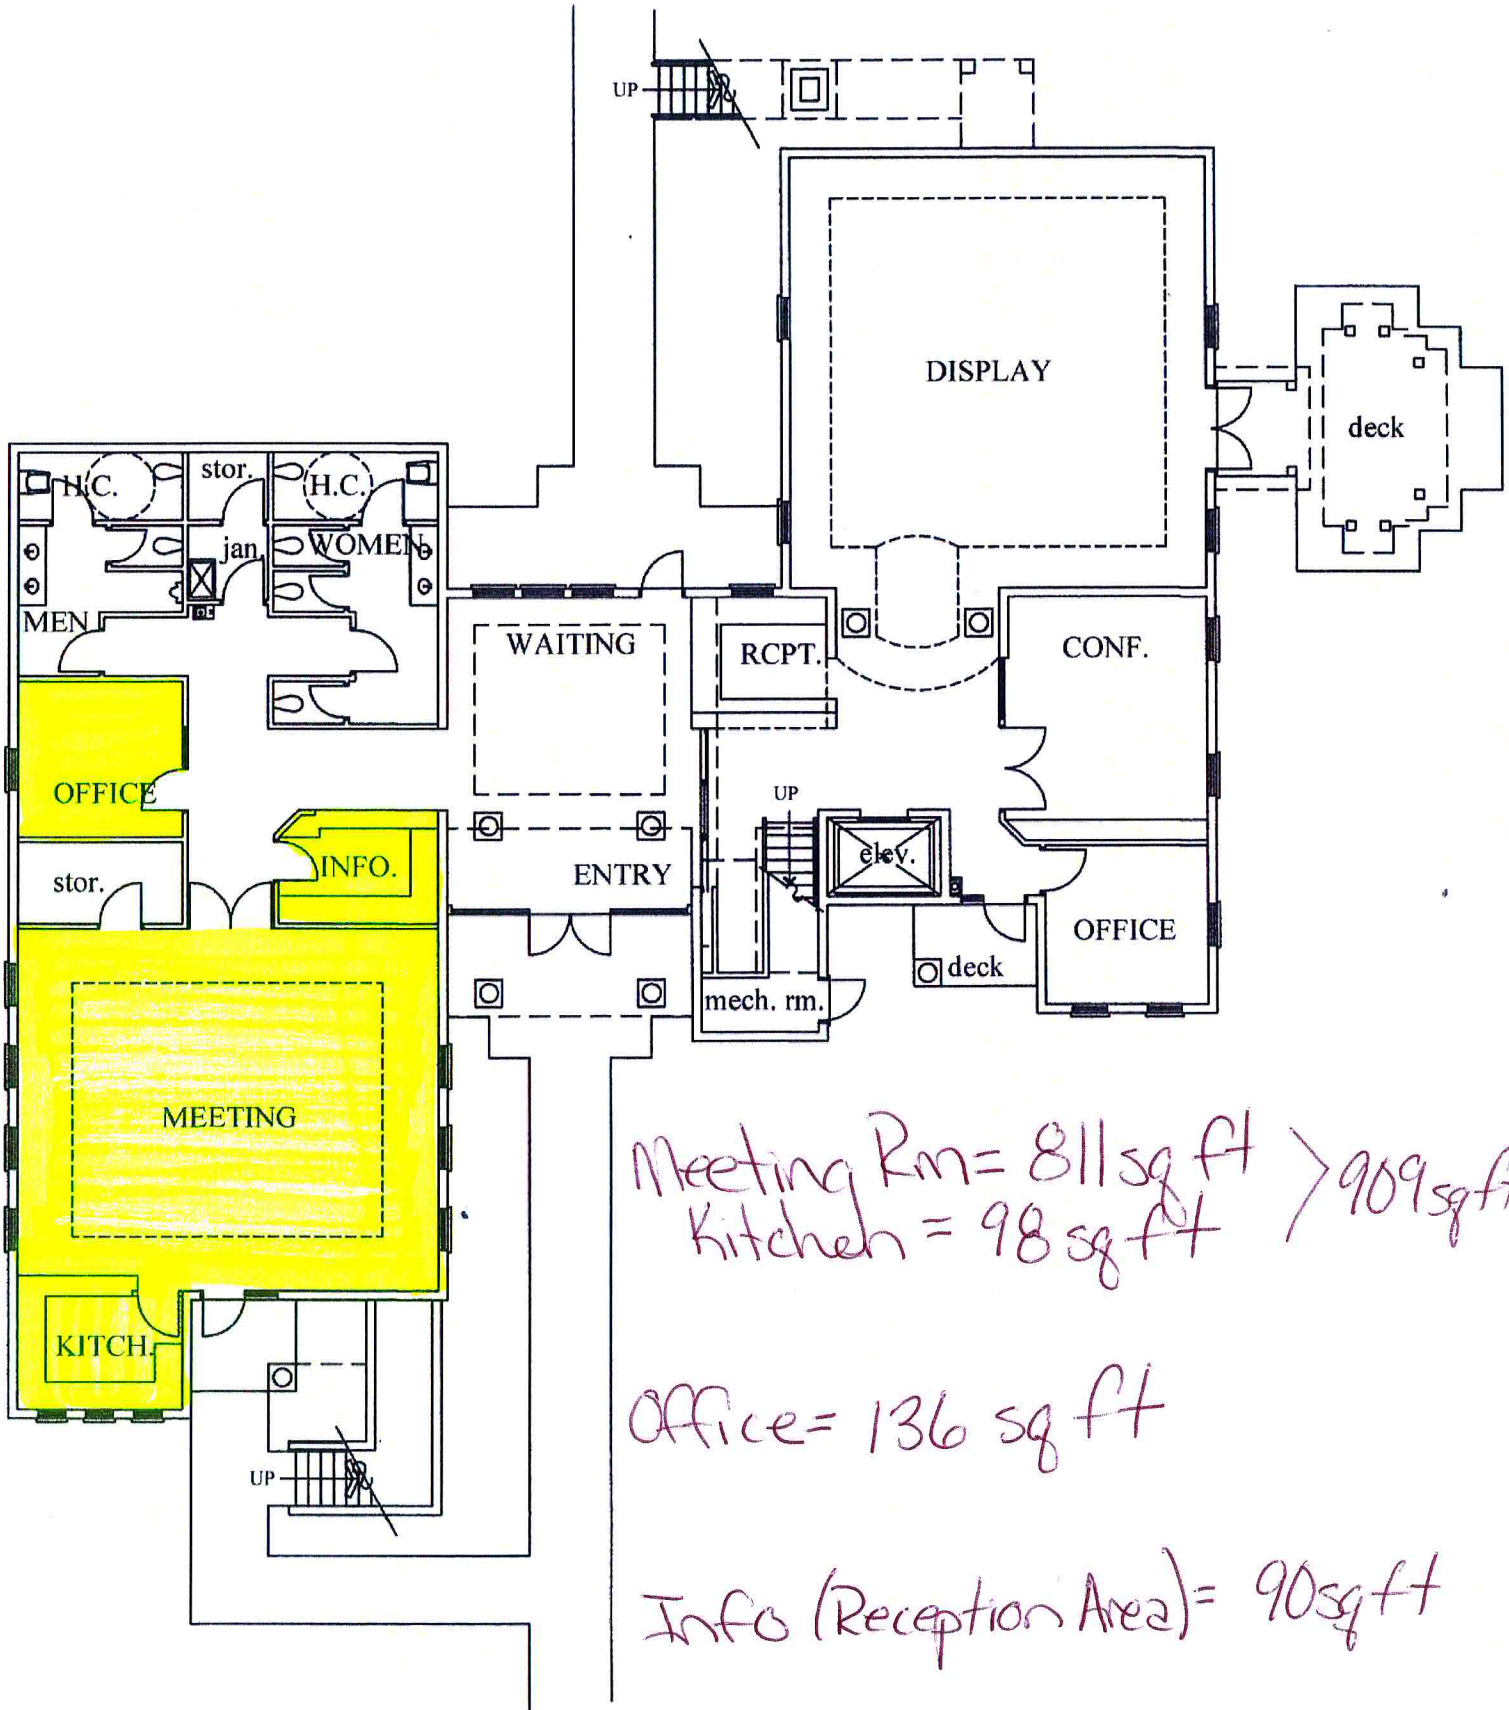 UP
DISPLAY
deck
H.C.
stor.
H.C.
jan.
WOMEN
MEN
WAITING
RCPT.
CONF.
OFFICE
UP
INFO.
elev.
stor.
ENTRY
OFFICE
deck
mech. rm.
MEETING
KITCH.
UP
Meeting Rm = 811 sq ft > 909 sq ft
Kitchen = 98 sq ft
Office = 136 sq ft
Info (Reception Area) = 90 sq ft